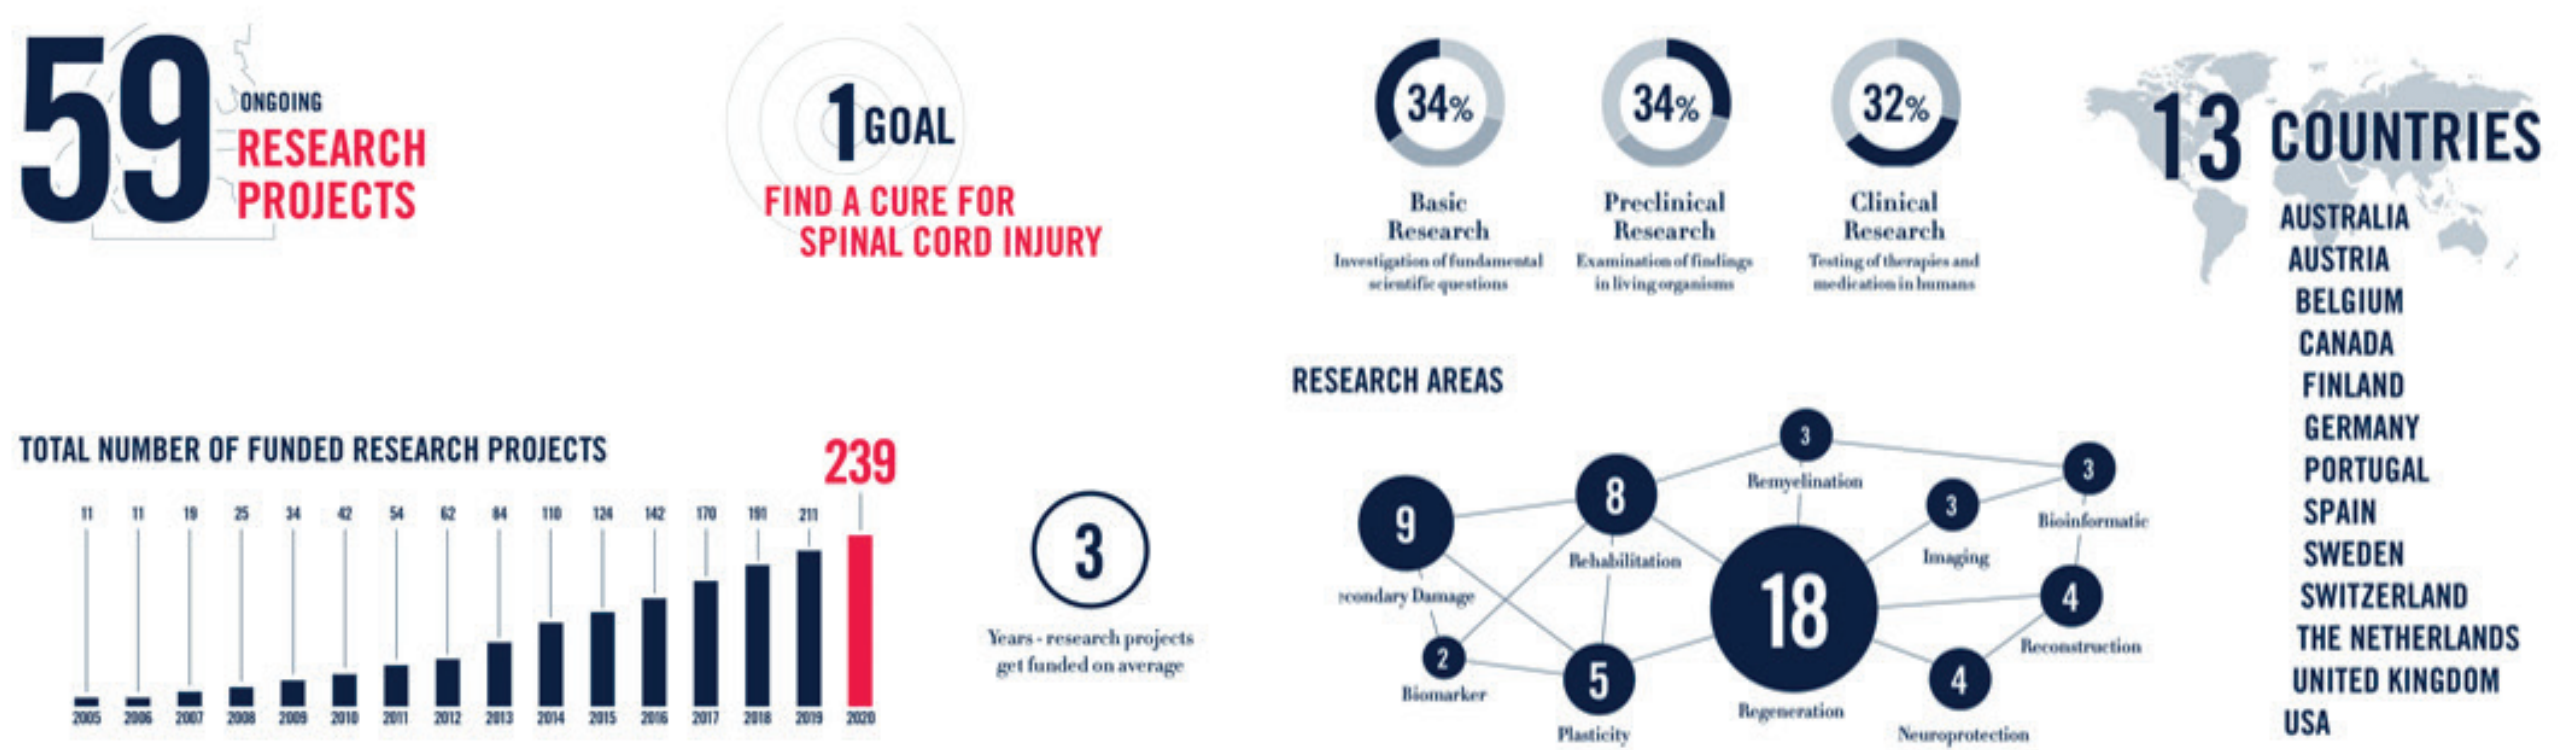 59
ONGOING
RESEARCH
PROJECTS
1 GOAL
FIND A CURE FOR
SPINAL CORD INJURY
34%
Basic
Research
Investigation of fundamental
scientific questions
34%
Preclinical
Research
Examination of findings
in living organisms
32%
Clinical
Research
Testing of therapies and
medication in humans
13 COUNTRIES
AUSTRALIA
AUSTRIA
BELGIUM
CANADA
FINLAND
GERMANY
PORTUGAL
SPAIN
SWEDEN
SWITZERLAND
THE NETHERLANDS
UNITED KINGDOM
USA
TOTAL NUMBER OF FUNDED RESEARCH PROJECTS
239
11 11 19 25 34 42 54 62 84 110 124 142 170 191 211
2005 2006 2007 2008 2009 2010 2011 2012 2013 2014 2015 2016 2017 2018 2019 2020
3
Years - research projects
get funded on average
RESEARCH AREAS
3
Remyelination
3
Bioinformatic
9
econdary Damage
8
Rehabilitation
3
Imaging
18
Regeneration
4
Reconstruction
2
Biomarker
5
Plasticity
4
Neuroprotection